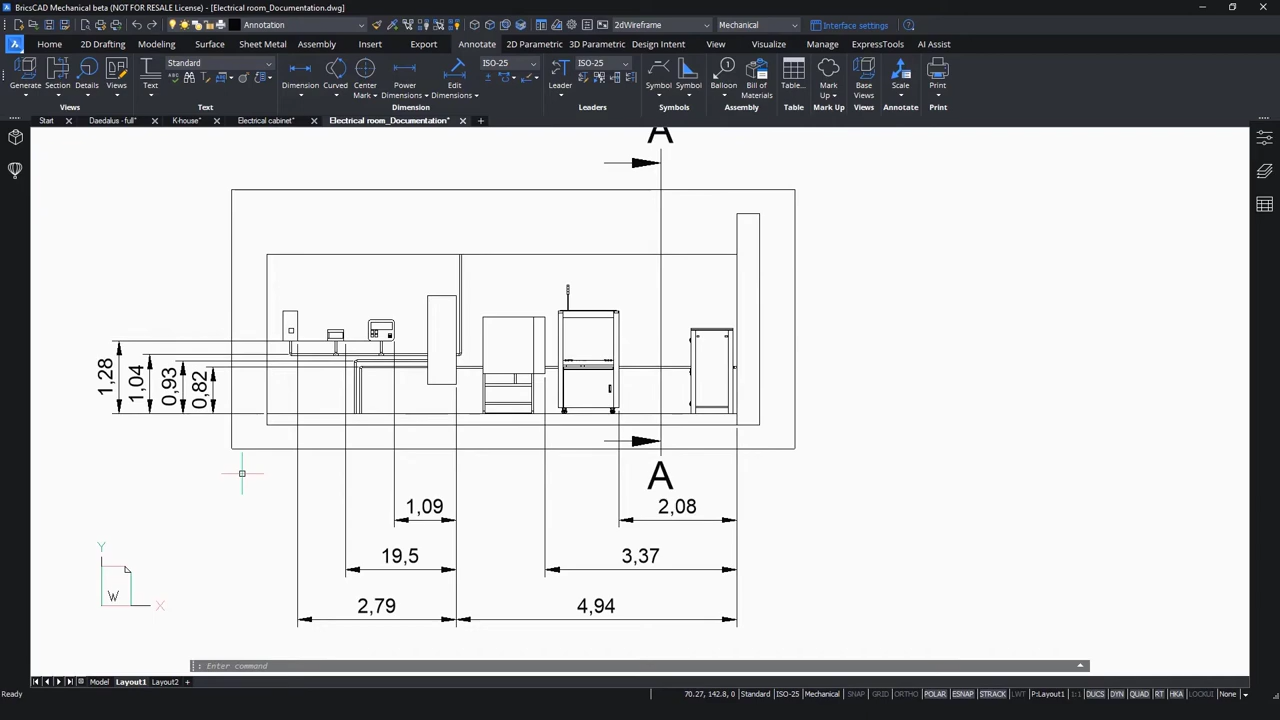 BricsCAD Mechanical beta (NOT FOR RESALE License) - [Electrical room_Documentation.dwg]
Annotation
2dWireframe
Mechanical
Interface settings
Home
2D Drafting
Modeling
Surface
Sheet Metal
Assembly
Insert
Export
Annotate
2D Parametric
3D Parametric
Design Intent
View
Visualize
Manage
ExpressTools
AI Assist
Standard
ISO-25
ISO-25
Generate
Section
Details
Views
Text
Dimension
Curved
Center Mark
Power Dimensions
Edit Dimensions
Leader
Symbol
Symbol
Balloon
Bill of Materials
Table...
Mark Up
Base Views
Scale
Print
Views
Text
Dimension
Leaders
Symbols
Assembly
Table
Mark Up
Views
Annotate
Print
Start
Daedalus - full*
K-house*
Electrical cabinet*
Electrical room_Documentation*
A
1,28
1,04
0,93
0,82
A
1,09
2,08
19,5
3,37
2,79
4,94
Y
W
X
: Enter command
Model
Layout1
Layout2
Ready
70.27, 142.8, 0
Standard
ISO-25
Mechanical
SNAP
GRID
ORTHO
POLAR
ESNAP
STRACK
LWT
P:Layout1
1:1
DUCS
DYN
QUAD
RT
HKA
LOCKUI
None